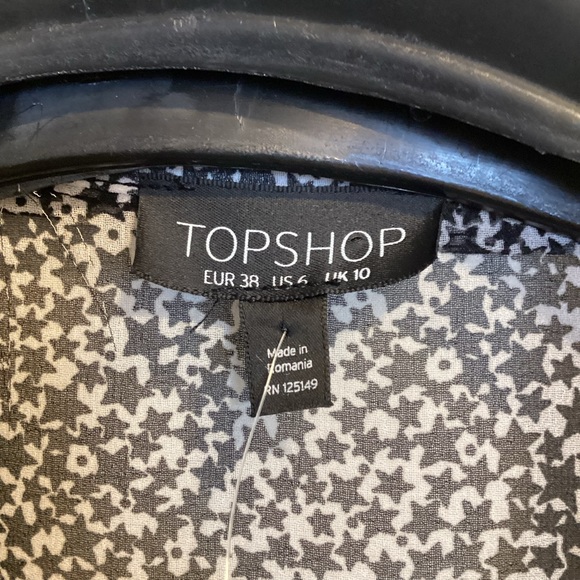 TOPSHOP
EUR 38 US 6 UK 10
Made in
Romania
RN 125149